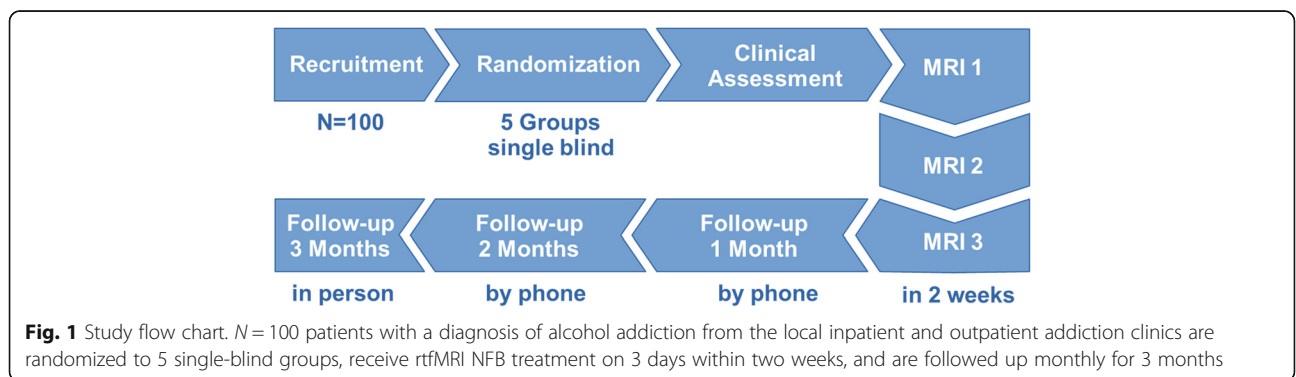 Recruitment
Randomization
Clinical
Assessment
MRI 1
N=100
5 Groups
single blind
MRI 2
Follow-up
3 Months
Follow-up
2 Months
Follow-up
1 Month
MRI 3
in person
by phone
by phone
in 2 weeks
Fig. 1 Study flow chart. N = 100 patients with a diagnosis of alcohol addiction from the local inpatient and outpatient addiction clinics are
randomized to 5 single-blind groups, receive rtfMRI NFB treatment on 3 days within two weeks, and are followed up monthly for 3 months